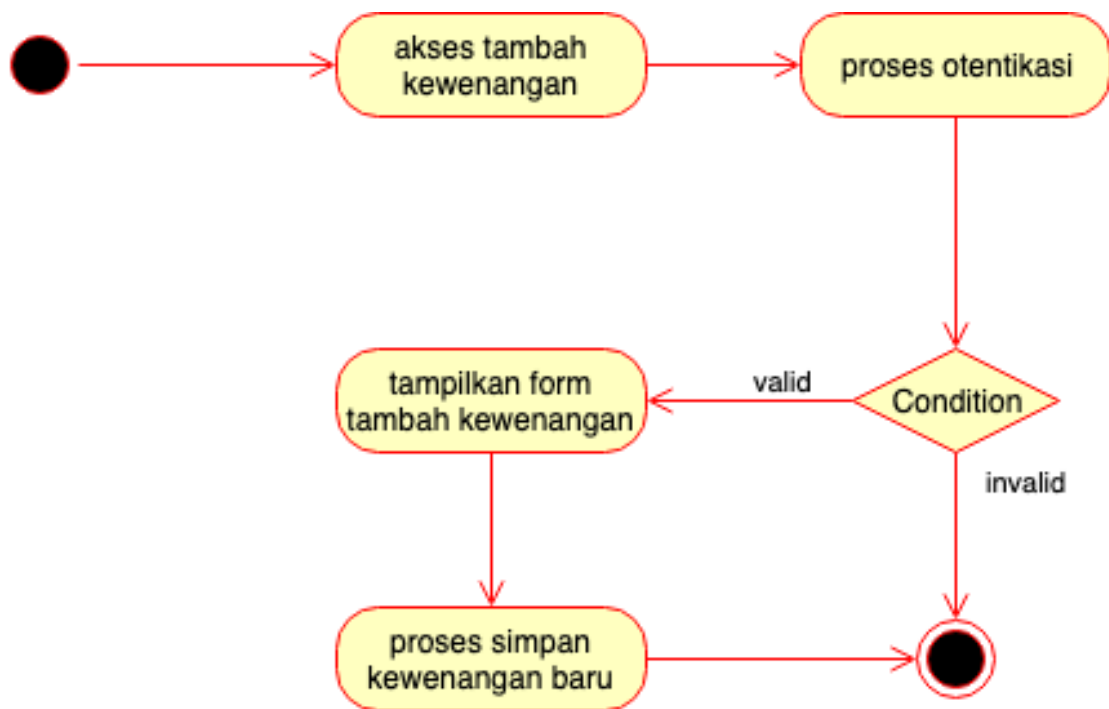 akses tambah
kewenangan
proses otentikasi
tampilkan form
tambah kewenangan
valid
Condition
invalid
proses simpan
kewenangan baru